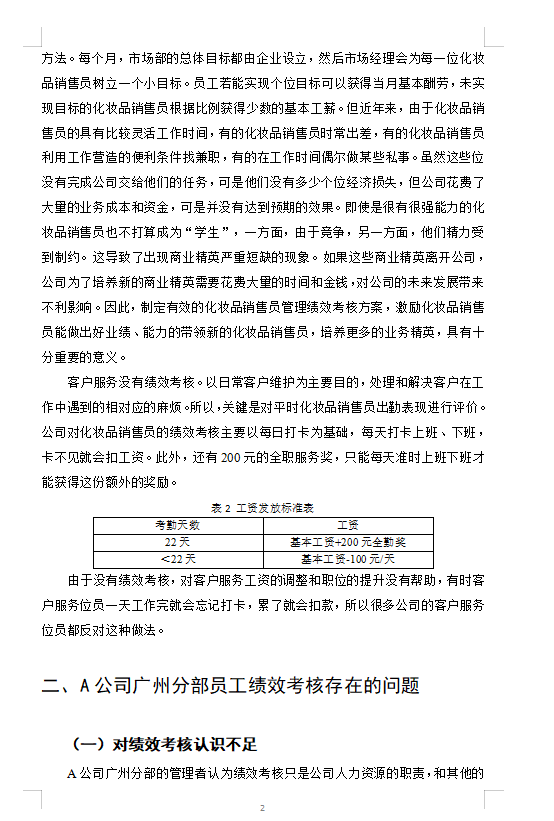 方法。每个月，市场部的总体目标都由企业设立，然后市场经理会为每一位化妆
品销售员树立一个小目标。员工若能实现个位目标可以获得当月基本酬劳，未实
现目标的化妆品销售员根据比例获得少数的基本工薪。但近年来，由于化妆品销
售员的具有比较灵活工作时间，有的化妆品销售员时常出差，有的化妆品销售员
利用工作营造的便利条件找兼职，有的在工作时间偶尔做某些私事。虽然这些位
没有完成公司交给他们的任务，可是他们没有多少个位经济损失，但公司花费了
大量的业务成本和资金，可是并没有达到预期的效果。即使是很有很强能力的化
妆品销售员也不打算成为“学生”，一方面，由于竞争，另一方面，他们精力受
到制约。这导致了出现商业精英严重短缺的现象。如果这些商业精英离开公司，
公司为了培养新的商业精英需要花费大量的时间和金钱，对公司的未来发展带来
不利影响。因此，制定有效的化妆品销售员管理绩效考核方案，激励化妆品销售
员能做出好业绩、能力的带领新的化妆品销售员，培养更多的业务精英，具有十
分重要的意义。
客户服务没有绩效考核。以日常客户维护为主要目的，处理和解决客户在工
作中遇到的相对应的麻烦。所以，关键是对平时化妆品销售员出勤表现进行评价。
公司对化妆品销售员的绩效考核主要以每日打卡为基础，每天打卡上班、下班，
卡不见就会扣工资。此外，还有 200 元的全职服务奖，只能每天准时上班下班才
能获得这份额外的奖励。
表 2 工资发放标准表
考勤天数 工资
22 天 基本工资+200 元全勤奖
＜22 天 基本工资-100 元/天
由于没有绩效考核，对客户服务工资的调整和职位的提升没有帮助，有时客
户服务位员一天工作完就会忘记打卡，累了就会扣款，所以很多公司的客户服务
位员都反对这种做法。
二、A 公司广州分部员工绩效考核存在的问题
（一）对绩效考核认识不足
A 公司广州分部的管理者认为绩效考核只是公司人力资源的职责，和其他的
2